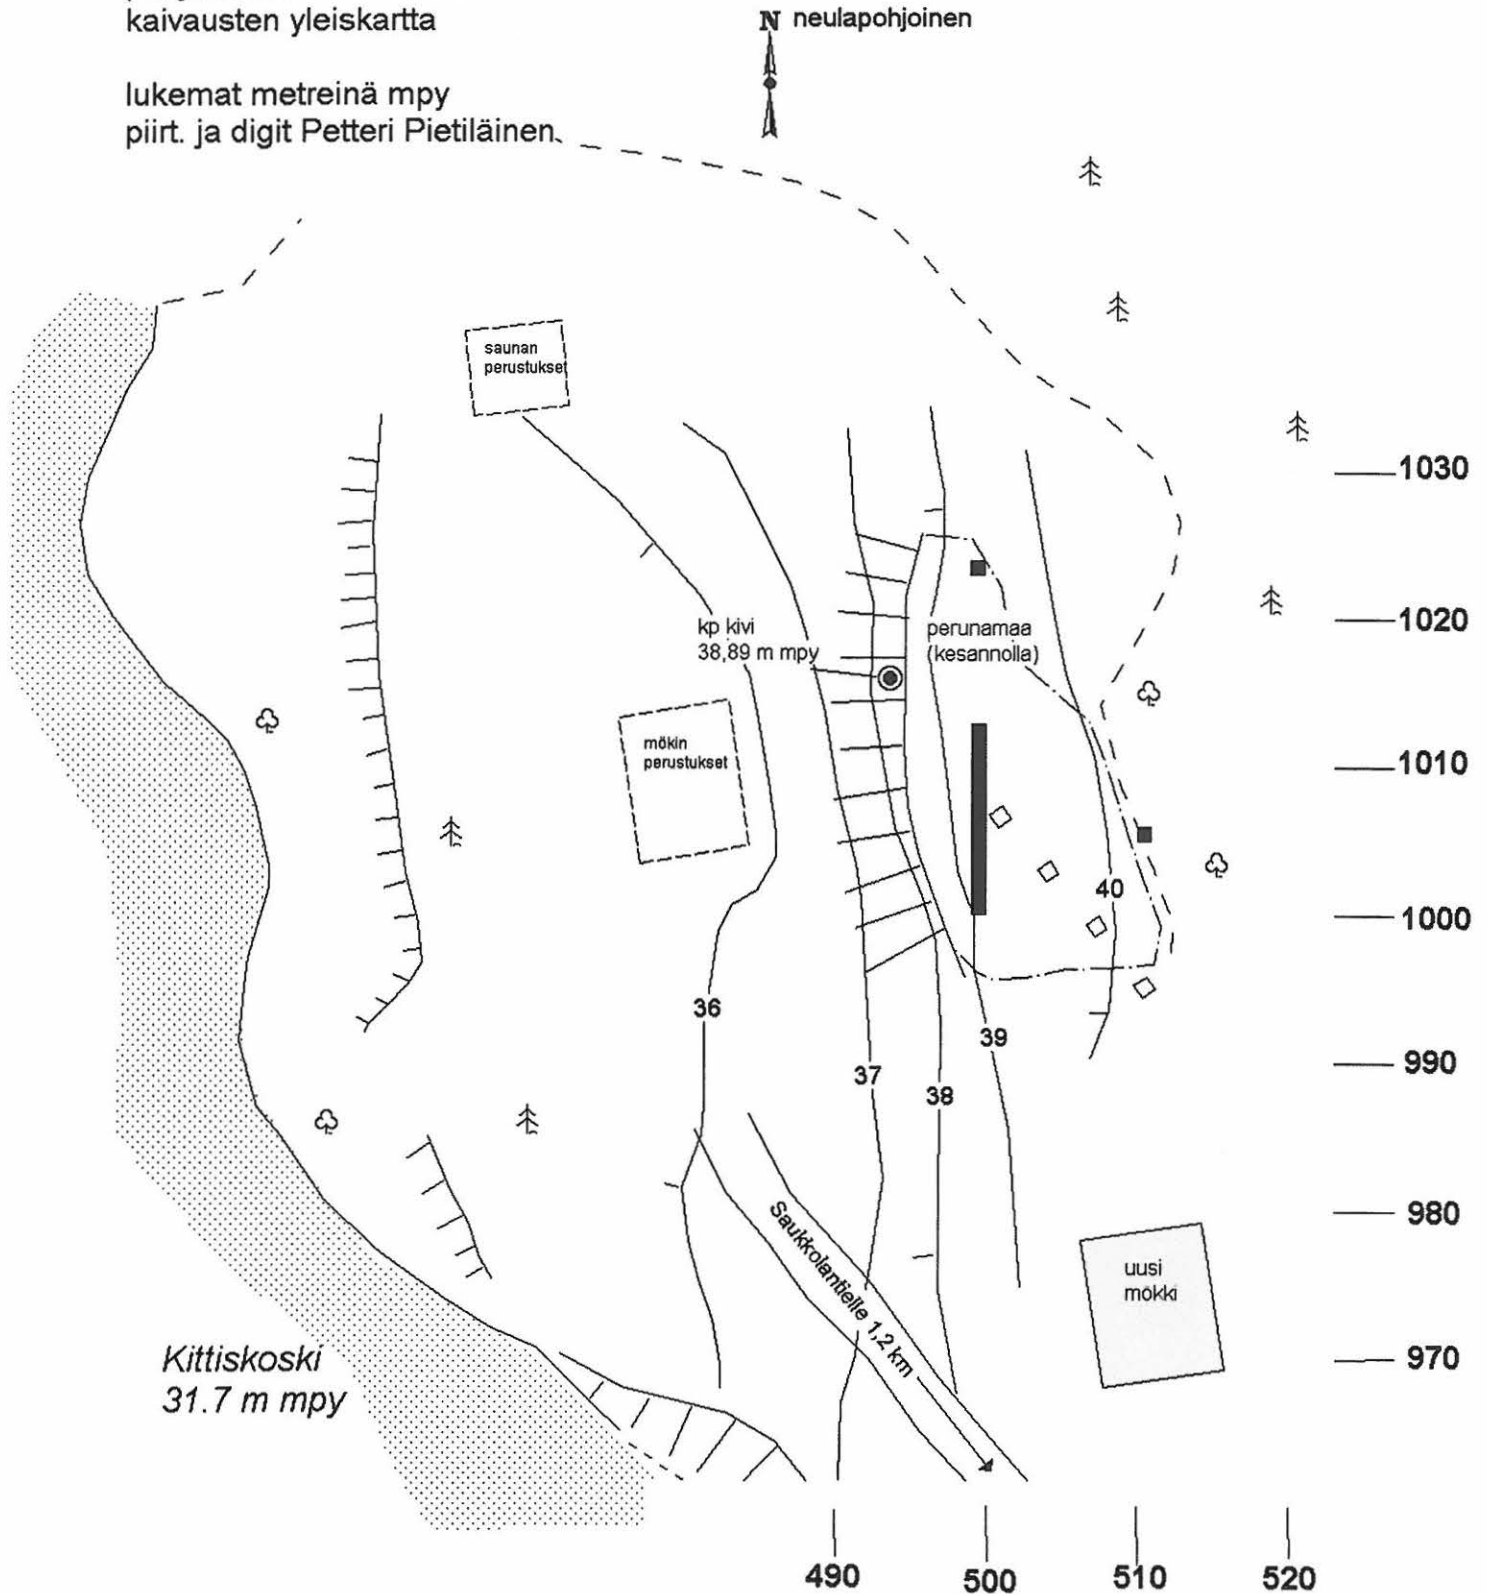 kaivausten yleiskartta
N neulapohjoinen
lukemat metreinä mpy
piirt. ja digit Petteri Pietiläinen
saunan
perustukset
1030
kp kivi
38,89 m mpy
perunamaa
(kesannolla)
1020
mökin
perustukset
1010
40
1000
36
39
37
38
990
Saukkolantielle 1,2 km
980
uusi
mökki
Kittiskoski
31.7 m mpy
970
490
500
510
520